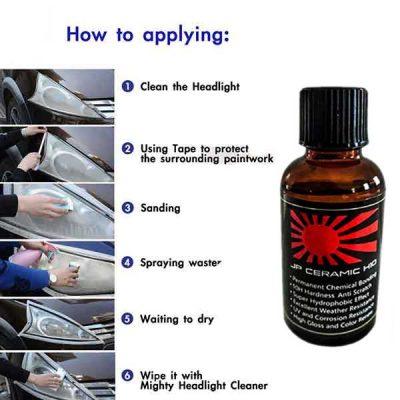 How to applying:
1 Clean the Headlight
2 Using Tape to protect
the surrounding paintwork
3 Sanding
4 Spraying waster
5 Waiting to dry
6 Wipe it with
Mighty Headlight Cleaner
JP CERAMIC H10
• Permanent Chemical Bonding
• 10H Hardness Anti Scratch
• Super Hydrophobic Effect
• Excellent Weather Resistance
• UV and Corrosion Resistance
• High Gloss and Color